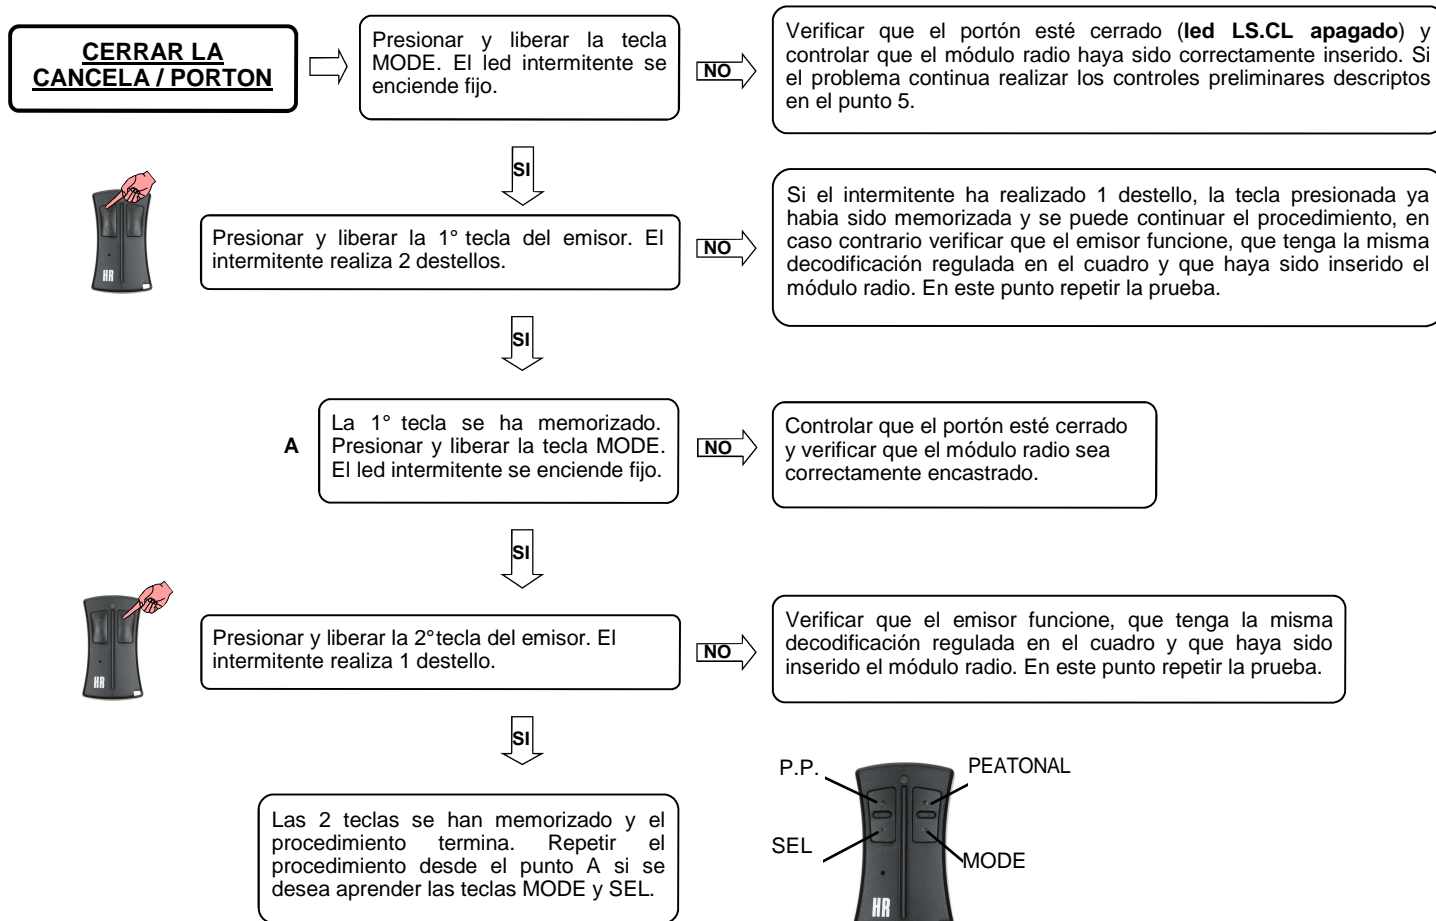 CERRAR LA
CANCELA / PORTON
Presionar y liberar la tecla
MODE. El led intermitente se
enciende fijo.
NO
Verificar que el portón esté cerrado (led LS.CL apagado) y
controlar que el módulo radio haya sido correctamente inserido. Si
el problema continua realizar los controles preliminares descriptos
en el punto 5.
SI
HR
Presionar y liberar la 1° tecla del emisor. El
intermitente realiza 2 destellos.
NO
Si el intermitente ha realizado 1 destello, la tecla presionada ya
habia sido memorizada y se puede continuar el procedimiento, en
caso contrario verificar que el emisor funcione, que tenga la misma
decodificación regulada en el cuadro y que haya sido inserido el
módulo radio. En este punto repetir la prueba.
SI
A
La 1° tecla se ha memorizado.
Presionar y liberar la tecla MODE.
El led intermitente se enciende fijo.
NO
Controlar que el portón esté cerrado
y verificar que el módulo radio sea
correctamente encastrado.
SI
HR
Presionar y liberar la 2° tecla del emisor. El
intermitente realiza 1 destello.
NO
Verificar que el emisor funcione, que tenga la misma
decodificación regulada en el cuadro y que haya sido
inserido el módulo radio. En este punto repetir la prueba.
SI
Las 2 teclas se han memorizado y el
procedimiento termina. Repetir el
procedimiento desde el punto A si se
desea aprender las teclas MODE y SEL.
P.P.
PEATONAL
SEL
MODE
HR